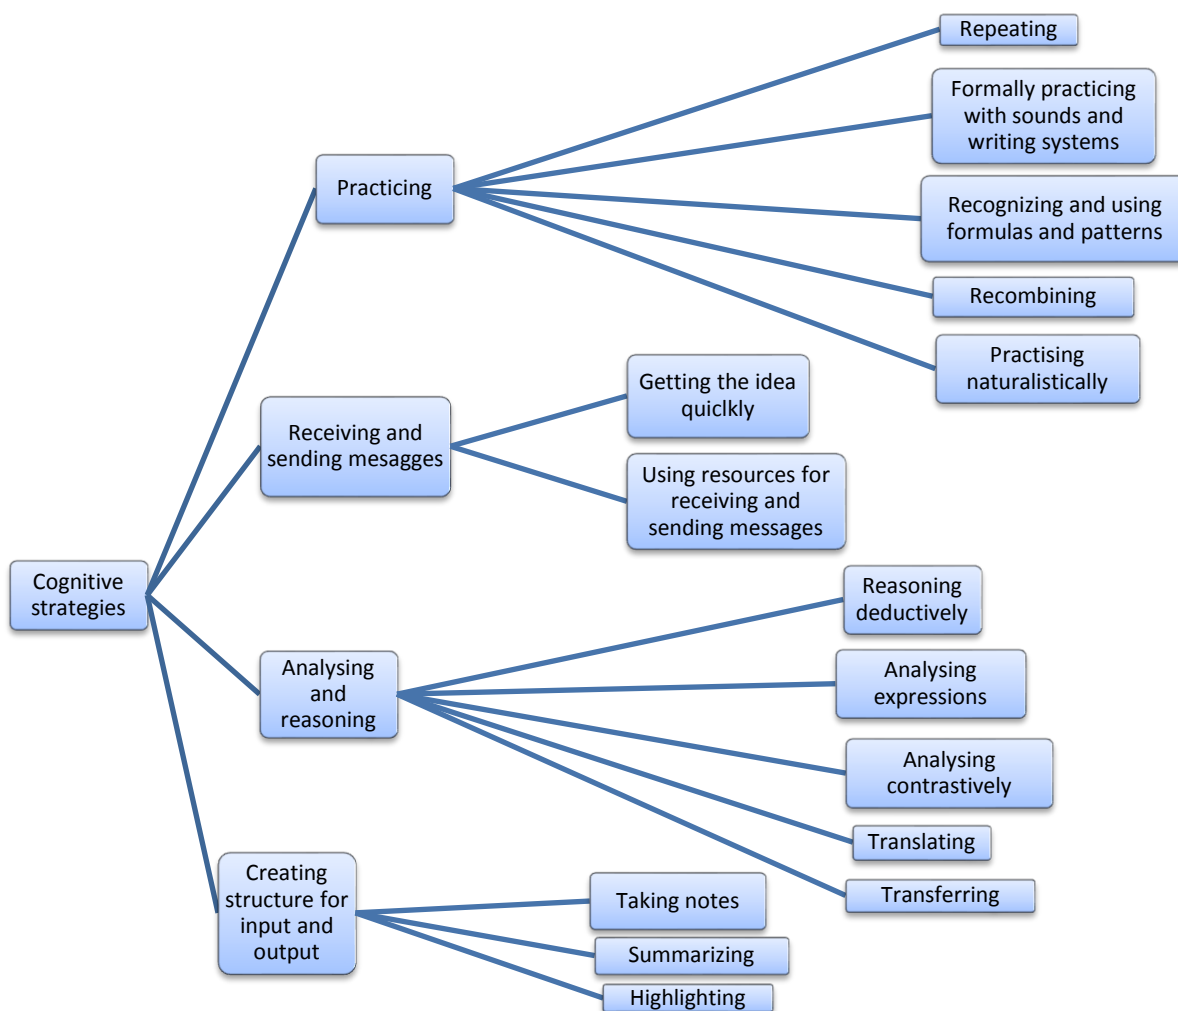 Cognitive
strategies
Practicing
Repeating
Formally practicing
with sounds and
writing systems
Recognizing and using
formulas and patterns
Recombining
Practising
naturalistically
Receiving and
sending mesagges
Getting the idea
quiclkly
Using resources for
receiving and
sending messages
Analysing
and
reasoning
Reasoning
deductively
Analysing
expressions
Analysing
contrastively
Translating
Transferring
Creating
structure for
input and
output
Taking notes
Summarizing
Highlighting